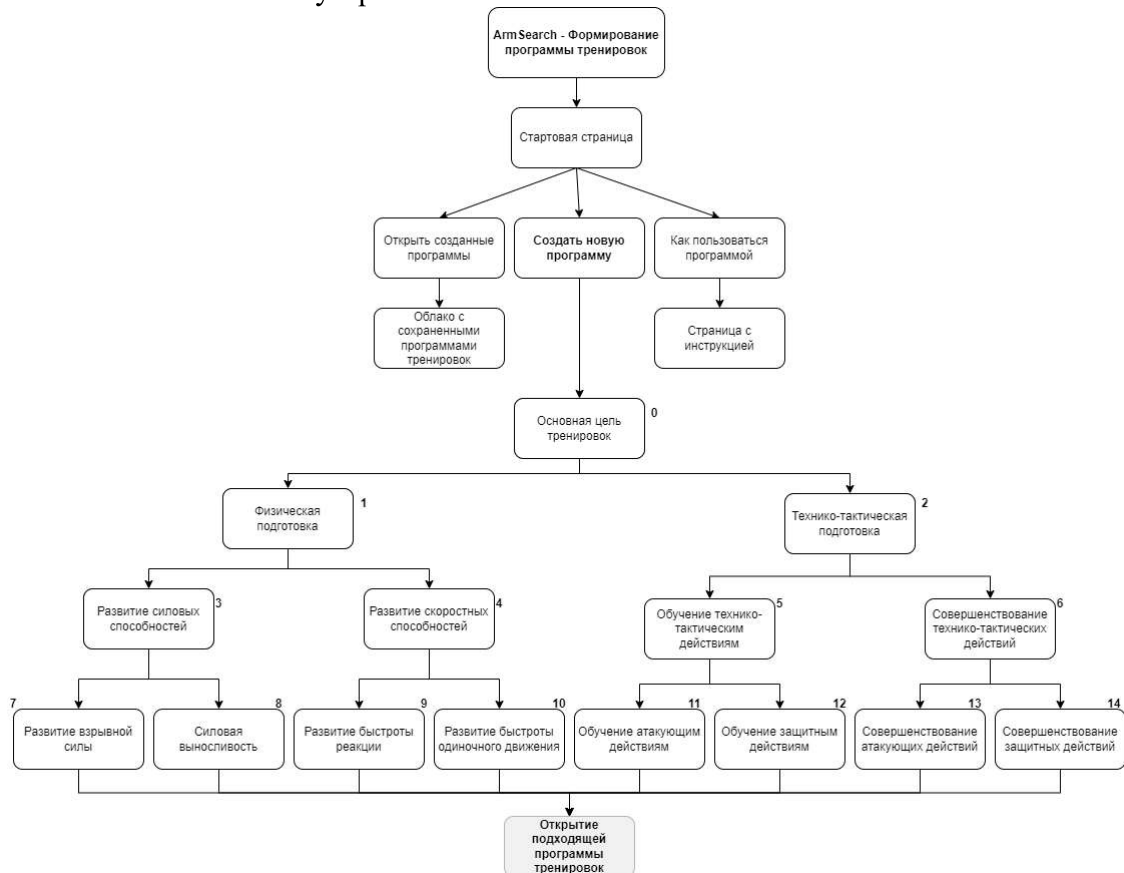 ArmSearch - Формирование
программы тренировок
Стартовая страница
Открыть созданные
программы
Создать новую
программу
Как пользоваться
программой
Облако с
сохраненными
программами
тренировок
Страница с
инструкцией
0
Основная цель
тренировок
1
Физическая
подготовка
2
Технико-тактическая
подготовка
3
Развитие силовых
способностей
4
Развитие скоростных
способностей
5
Обучение технико-
тактическим
действиям
6
Совершенствование
технико-тактических
действий
7
Развитие взрывной
силы
8
Силовая
выносливость
9
Развитие быстроты
реакции
10
Развитие быстроты
одиночного движения
11
Обучение атакующим
действиям
12
Обучение защитным
действиям
13
Совершенствование
атакующих действий
14
Совершенствование
защитных действий
Открытие
подходящей
программы
тренировок